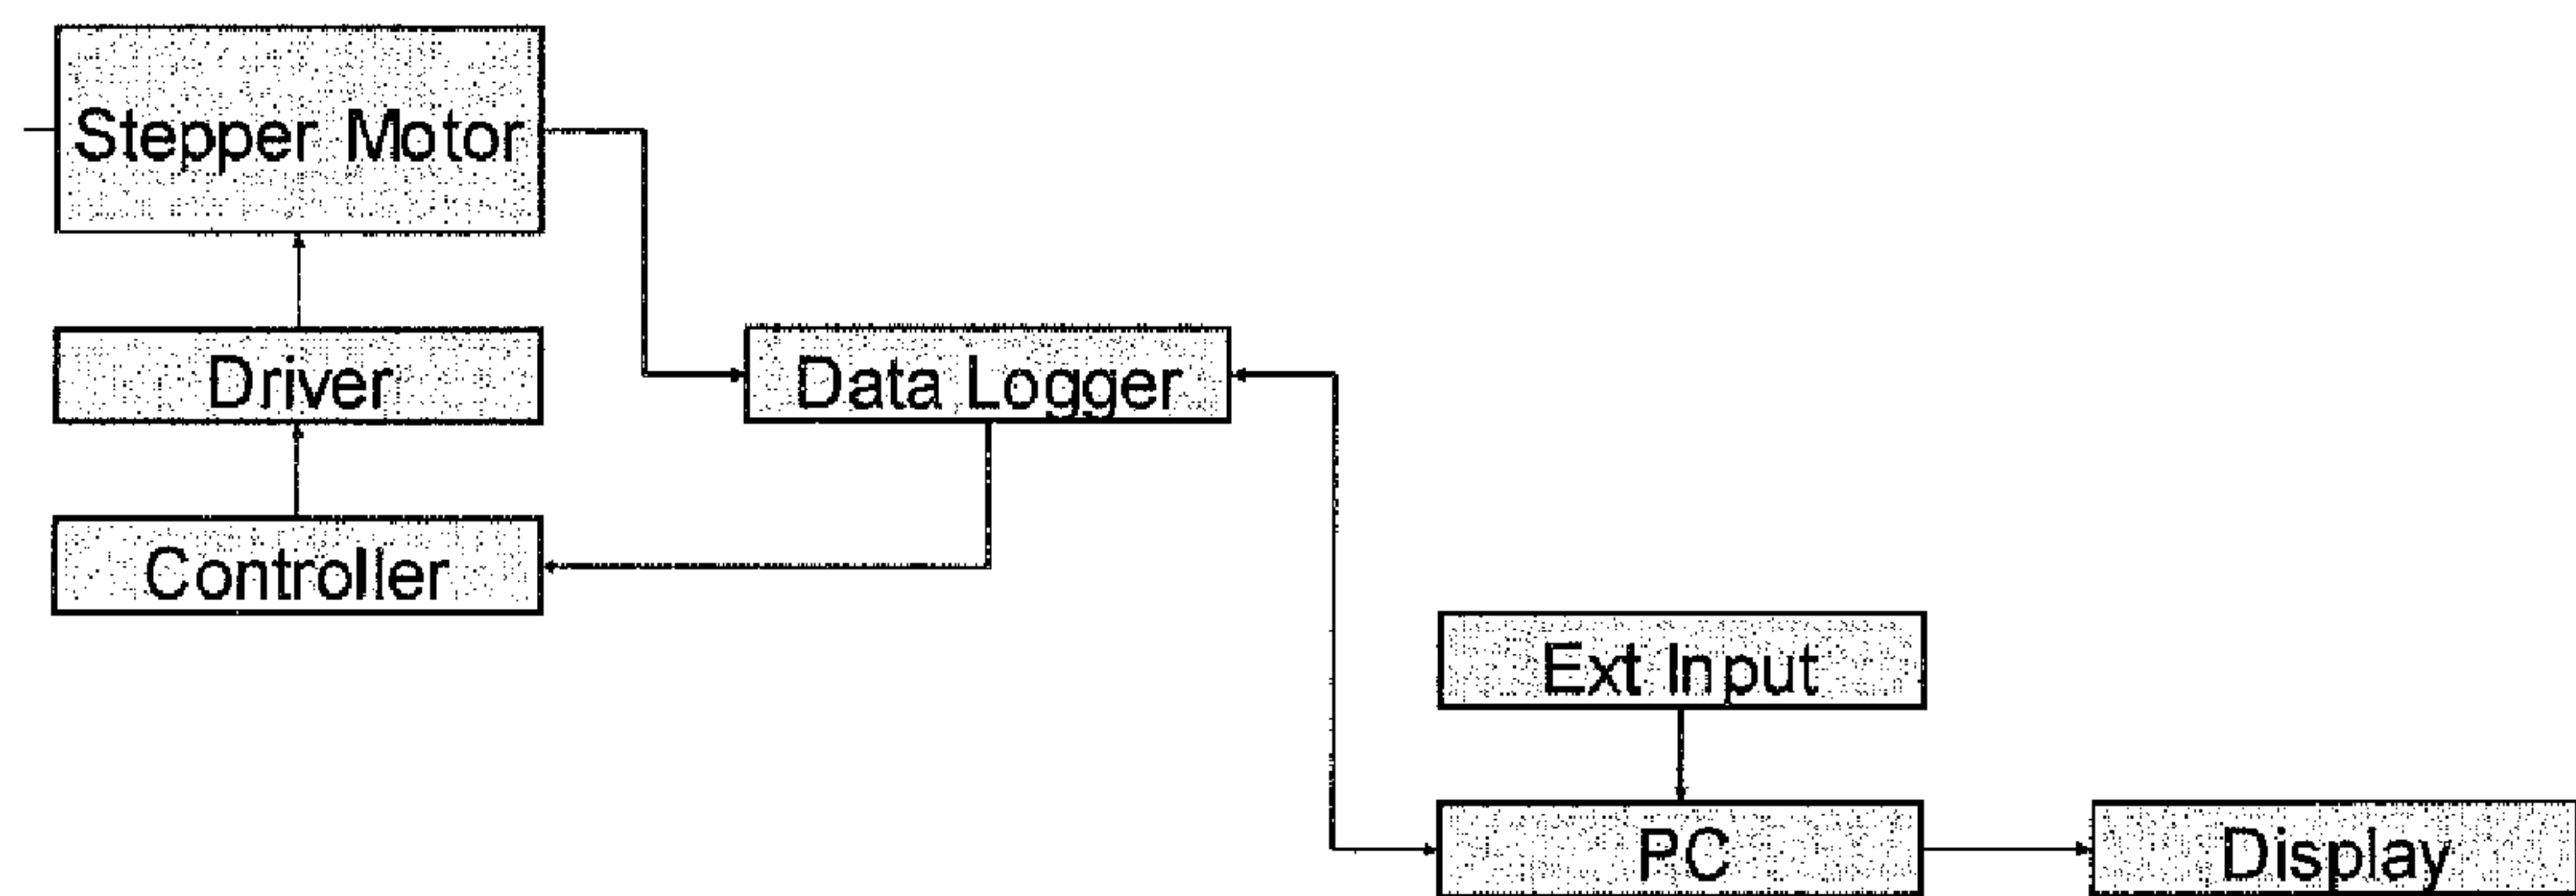 Stepper Motor
Driver
Data Logger
Controller
Ext Input
PC
Display